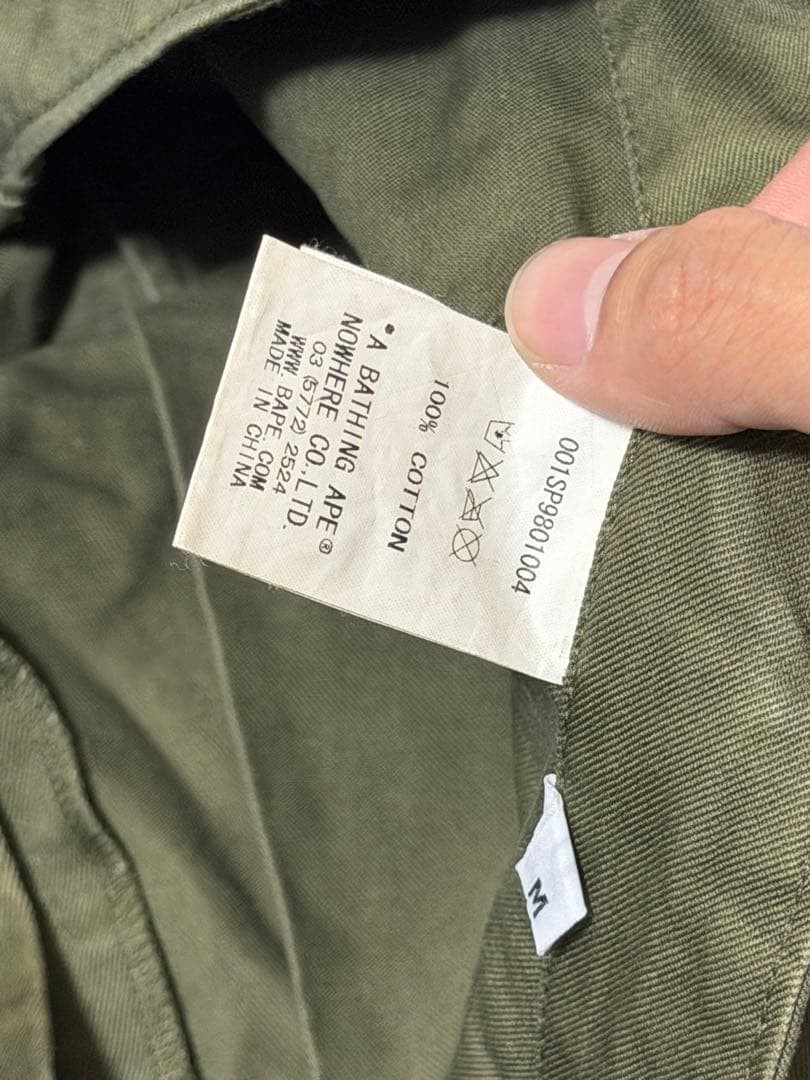 001SP9801004
100% COTTON
*A BATHING APE®
NOWHERE CO.,LTD.
03 (5772) 2524
WWW. BAPE.COM
MADE IN CHINA
M